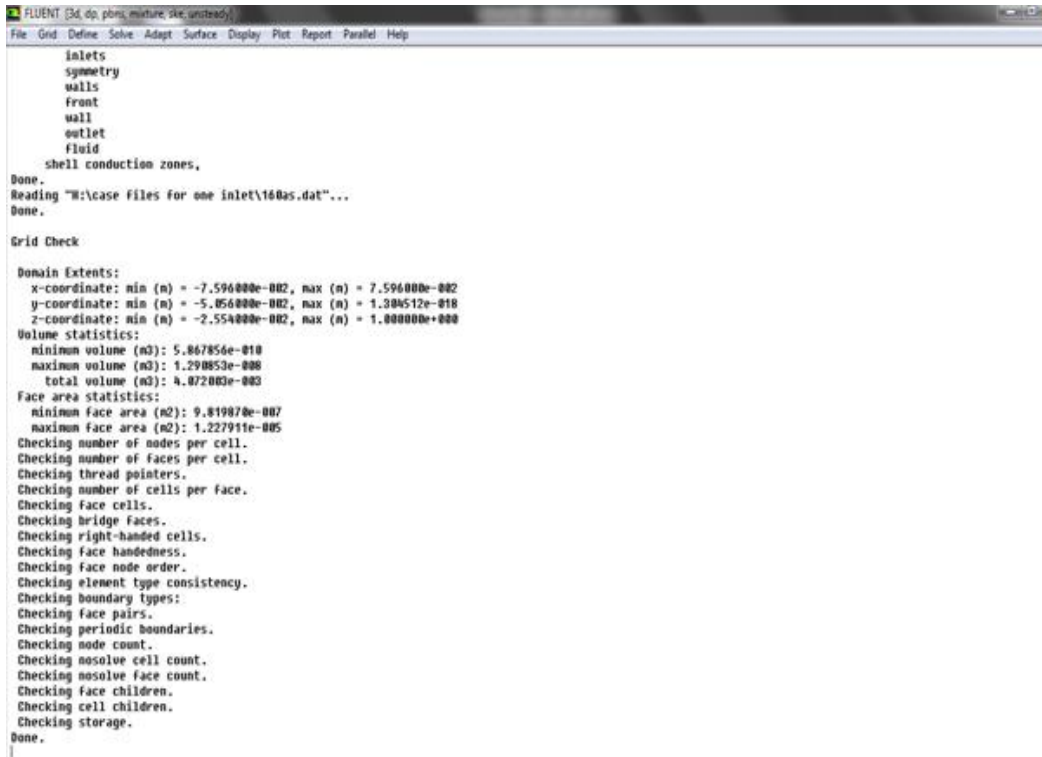 FLUENT [3d, dp, pbns, mixture, ske, unsteady]
File Grid Define Solve Adapt Surface Display Plot Report Parallel Help
inlets
symmetry
walls
front
wall
outlet
fluid
shell conduction zones,
Done.
Reading "H:\case files for one inlet\160as.dat"...
Done.
Grid Check
Domain Extents:
x-coordinate: min (m) = -7.596000e-002, max (m) = 7.596000e-002
y-coordinate: min (m) = -5.056000e-002, max (m) = 1.304512e-018
z-coordinate: min (m) = -2.554000e-002, max (m) = 1.000000e+000
Volume statistics:
minimum volume (m3): 5.867856e-010
maximum volume (m3): 1.290853e-008
total volume (m3): 4.072003e-003
Face area statistics:
minimum face area (m2): 9.819870e-007
maximum face area (m2): 1.227911e-005
Checking number of nodes per cell.
Checking number of faces per cell.
Checking thread pointers.
Checking number of cells per face.
Checking face cells.
Checking bridge faces.
Checking right-handed cells.
Checking face handedness.
Checking face node order.
Checking element type consistency.
Checking boundary types:
Checking face pairs.
Checking periodic boundaries.
Checking node count.
Checking nosolve cell count.
Checking nosolve face count.
Checking face children.
Checking cell children.
Checking storage.
Done.